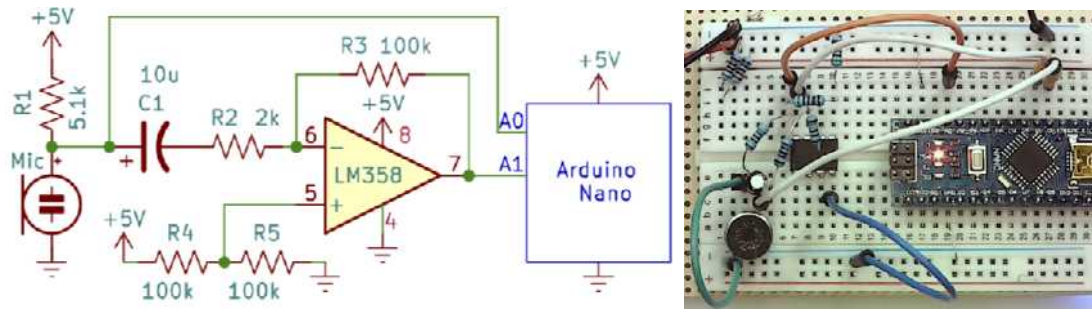 +5V
R1
5.1k
Mic
+
10u
C1
+
R2 2k
R3 100k
+5V
6
8
LM358
7
5
4
+5V
R4
100k
R5
100k
A0
A1
+5V
Arduino
Nano